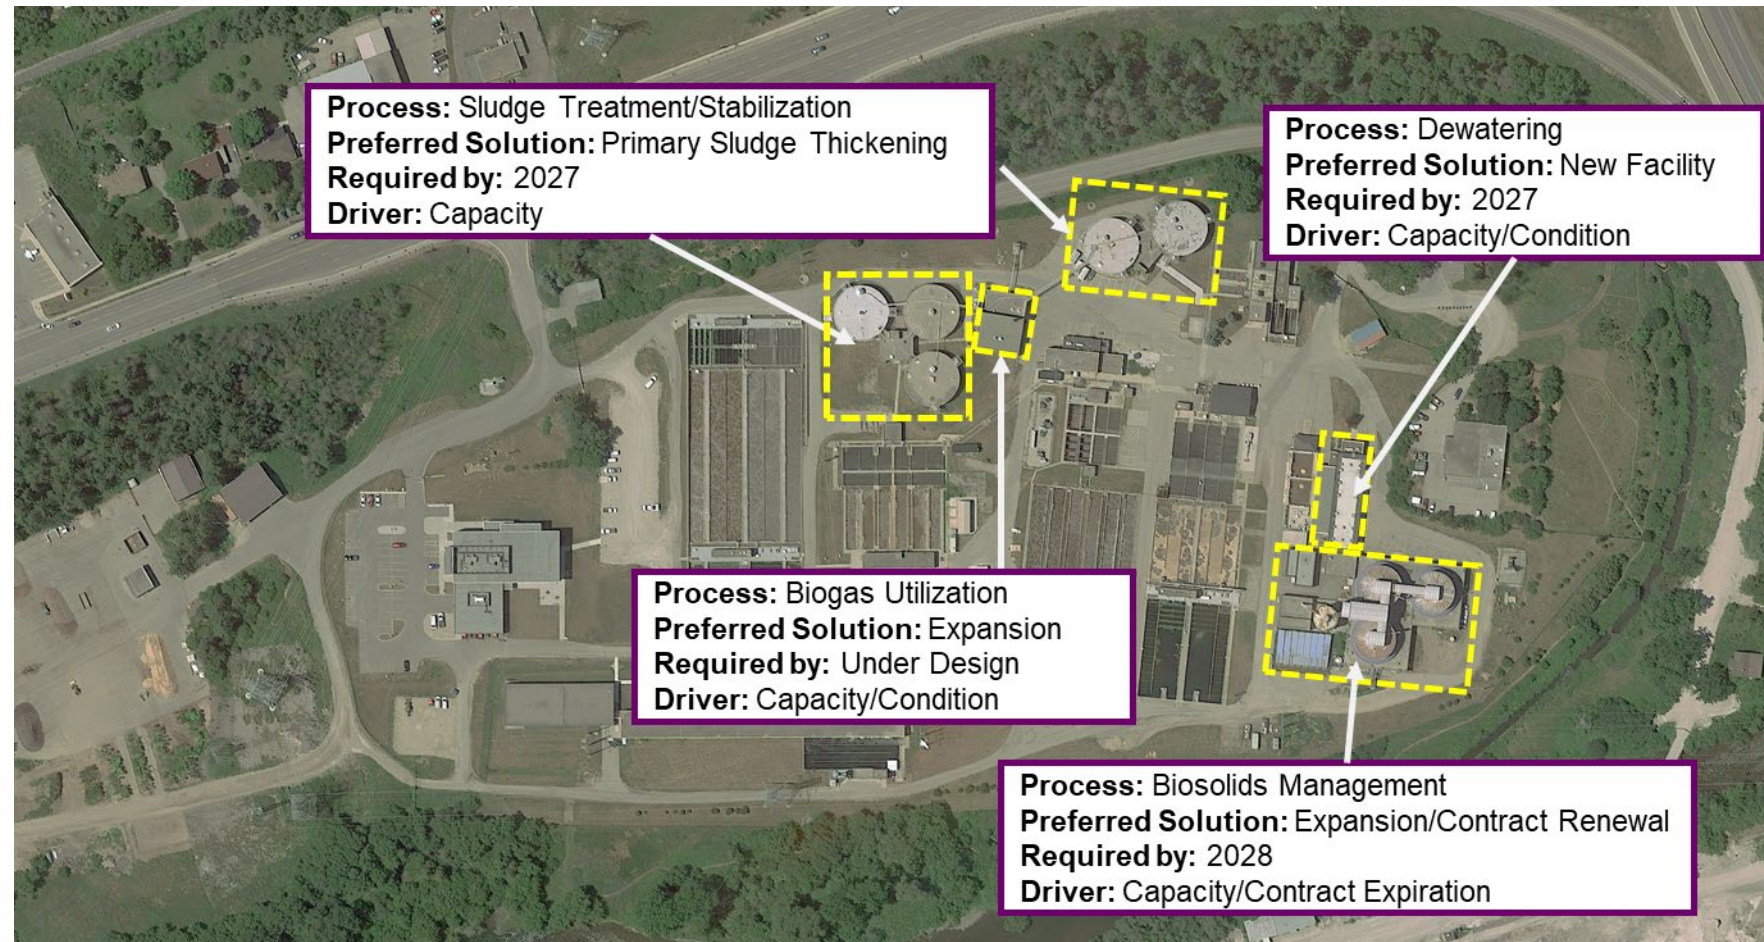 Process: Sludge Treatment/Stabilization
Preferred Solution: Primary Sludge Thickening
Required by: 2027
Driver: Capacity
Process: Dewatering
Preferred Solution: New Facility
Required by: 2027
Driver: Capacity/Condition
Process: Biogas Utilization
Preferred Solution: Expansion
Required by: Under Design
Driver: Capacity/Condition
Process: Biosolids Management
Preferred Solution: Expansion/Contract Renewal
Required by: 2028
Driver: Capacity/Contract Expiration